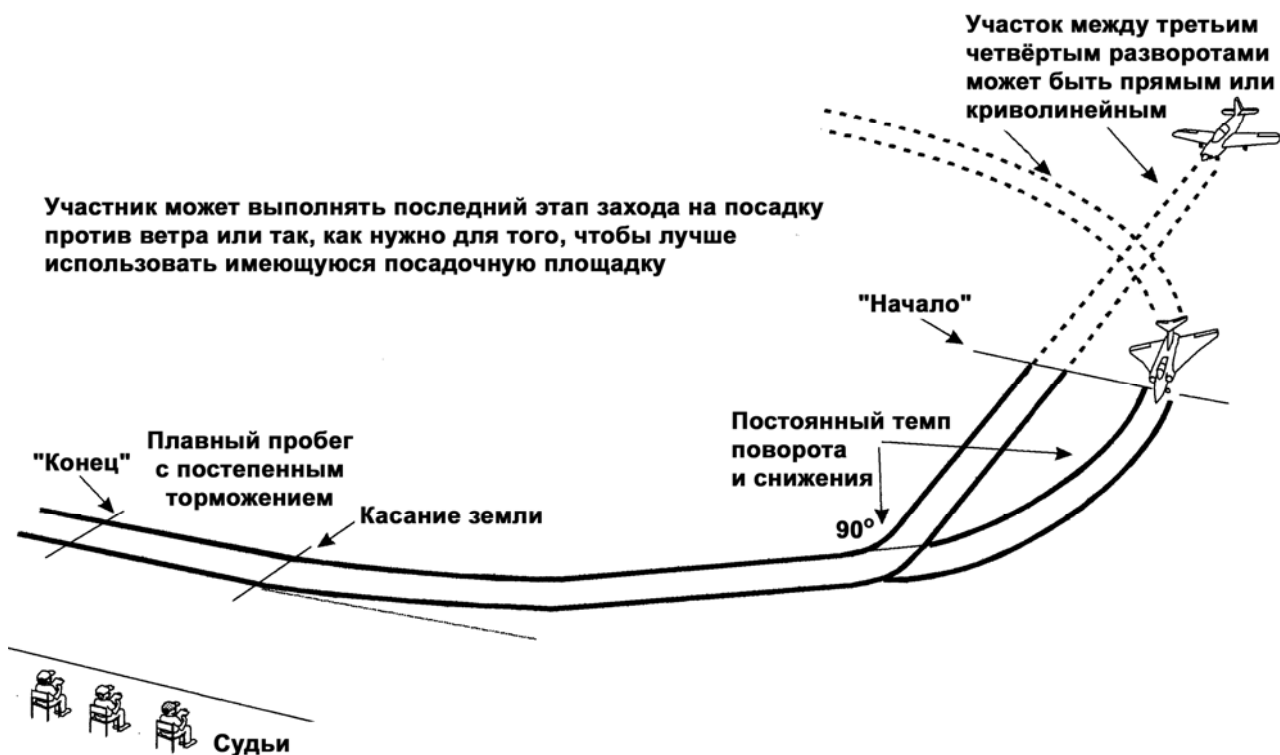 Участок между третьим
четвёртым разворотами
может быть прямым или
криволинейным
Участник может выполнять последний этап захода на посадку
против ветра или так, как нужно для того, чтобы лучше
использовать имеющуюся посадочную площадку
"Начало"
Постоянный темп
поворота
и снижения
90°
"Конец"
Плавный пробег
с постепенным
торможением
Касание земли
Судьи